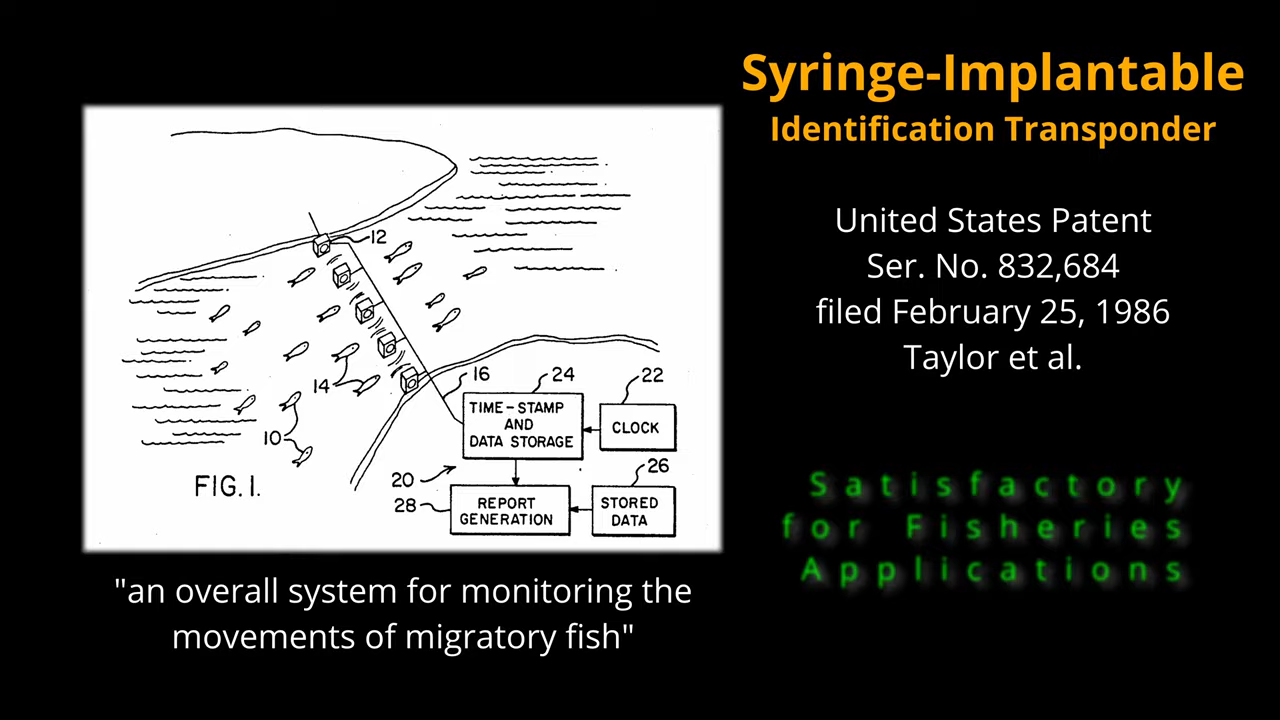 Syringe-Implantable
Identification Transponder
United States Patent
Ser. No. 832,684
filed February 25, 1986
Taylor et al.
Satisfactory
for Fisheries
Applications
12
14
16
24
22
TIME-STAMP
AND
DATA STORAGE
CLOCK
10
20
26
28
REPORT
GENERATION
STORED
DATA
FIG. 1.
"an overall system for monitoring the
movements of migratory fish"